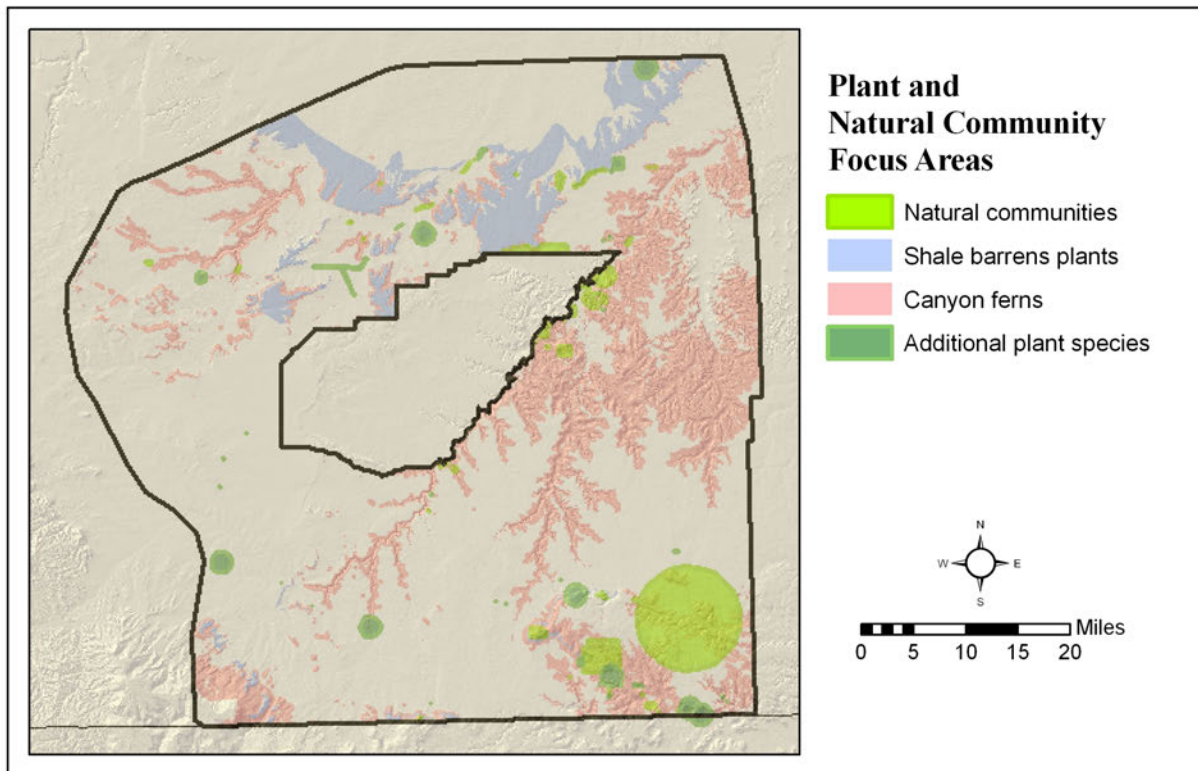 Plant and
Natural Community
Focus Areas
Natural communities
Shale barrens plants
Canyon ferns
Additional plant species
N
W E
S
Miles
0 5 10 15 20